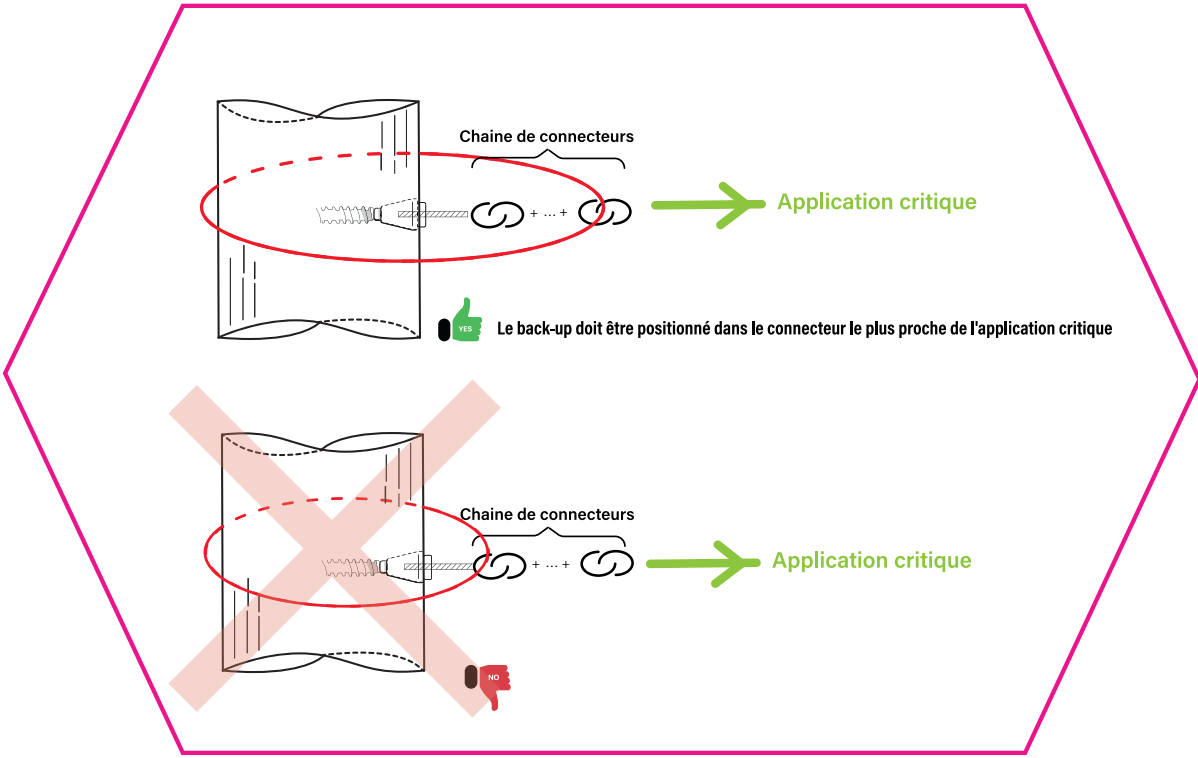 Chaine de connecteurs
+ ... +
Application critique
YES
Le back-up doit être positionné dans le connecteur le plus proche de l'application critique
Chaine de connecteurs
+ ... +
Application critique
NO